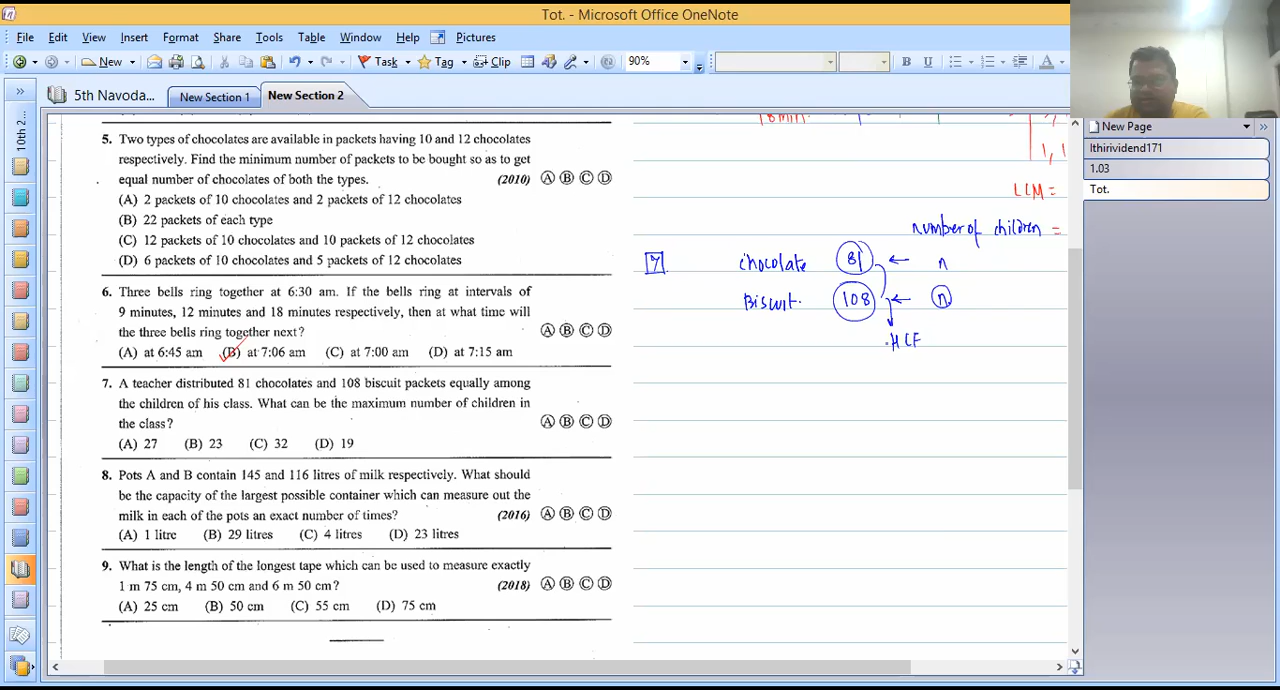 Tot. - Microsoft Office OneNote
File Edit View Insert Format Share Tools Table Window Help Pictures
New Task Tag Clip 90% B U A
5th Navoda... New Section 1 New Section 2
10th 2...
New Page
Ithirividend171
1.03
Tot.
5. Two types of chocolates are available in packets having 10 and 12 chocolates
respectively. Find the minimum number of packets to be bought so as to get
equal number of chocolates of both the types. (2010) Ⓐ Ⓑ Ⓒ Ⓓ
(A) 2 packets of 10 chocolates and 2 packets of 12 chocolates
(B) 22 packets of each type
(C) 12 packets of 10 chocolates and 10 packets of 12 chocolates
(D) 6 packets of 10 chocolates and 5 packets of 12 chocolates
6. Three bells ring together at 6:30 am. If the bells ring at intervals of
9 minutes, 12 minutes and 18 minutes respectively, then at what time will
the three bells ring together next? Ⓐ Ⓑ Ⓒ Ⓓ
(A) at 6:45 am (B) at 7:06 am (C) at 7:00 am (D) at 7:15 am
7. A teacher distributed 81 chocolates and 108 biscuit packets equally among
the children of his class. What can be the maximum number of children in
the class? Ⓐ Ⓑ Ⓒ Ⓓ
(A) 27 (B) 23 (C) 32 (D) 19
8. Pots A and B contain 145 and 116 litres of milk respectively. What should
be the capacity of the largest possible container which can measure out the
milk in each of the pots an exact number of times? (2016) Ⓐ Ⓑ Ⓒ Ⓓ
(A) 1 litre (B) 29 litres (C) 4 litres (D) 23 litres
9. What is the length of the longest tape which can be used to measure exactly
1 m 75 cm, 4 m 50 cm and 6 m 50 cm? (2018) Ⓐ Ⓑ Ⓒ Ⓓ
(A) 25 cm (B) 50 cm (C) 55 cm (D) 75 cm
1, 1
LCM =
number of children =
7 chocolate 81 ← n
Biscuit. 108 ← n
HCF